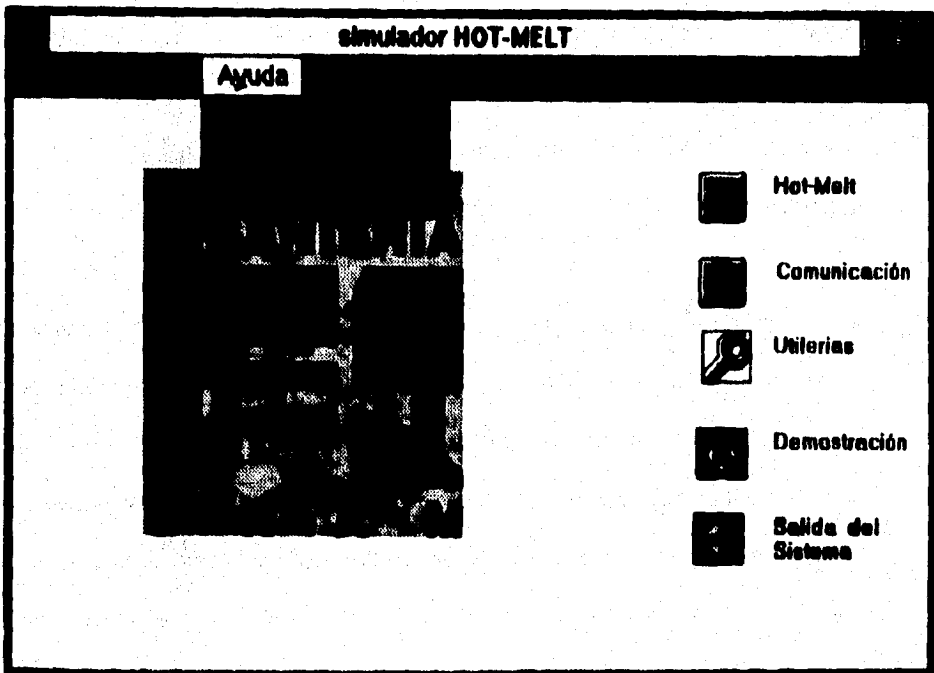 simulador HOT-MELT
Ayuda
Hot-Melt
Comunicación
Utilerias
Demostración
Salida del
Sistema